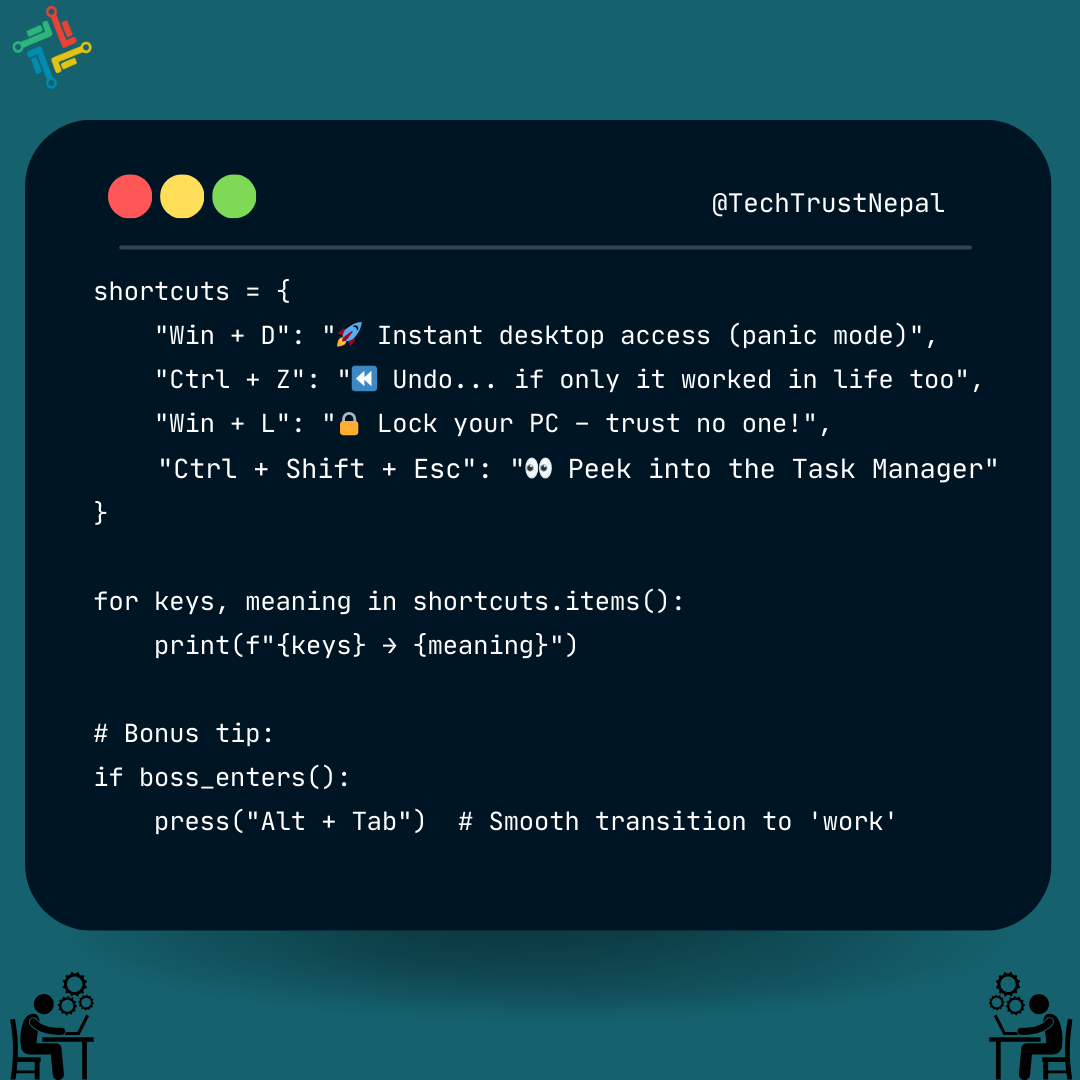 @TechTrustNepal
shortcuts = {
    "Win + D": "🚀 Instant desktop access (panic mode)",
    "Ctrl + Z": "⏪ Undo... if only it worked in life too",
    "Win + L": "🔒 Lock your PC – trust no one!",
    "Ctrl + Shift + Esc": "👀 Peek into the Task Manager"
}
for keys, meaning in shortcuts.items():
    print(f"{keys} → {meaning}")
# Bonus tip:
if boss_enters():
    press("Alt + Tab")  # Smooth transition to 'work'